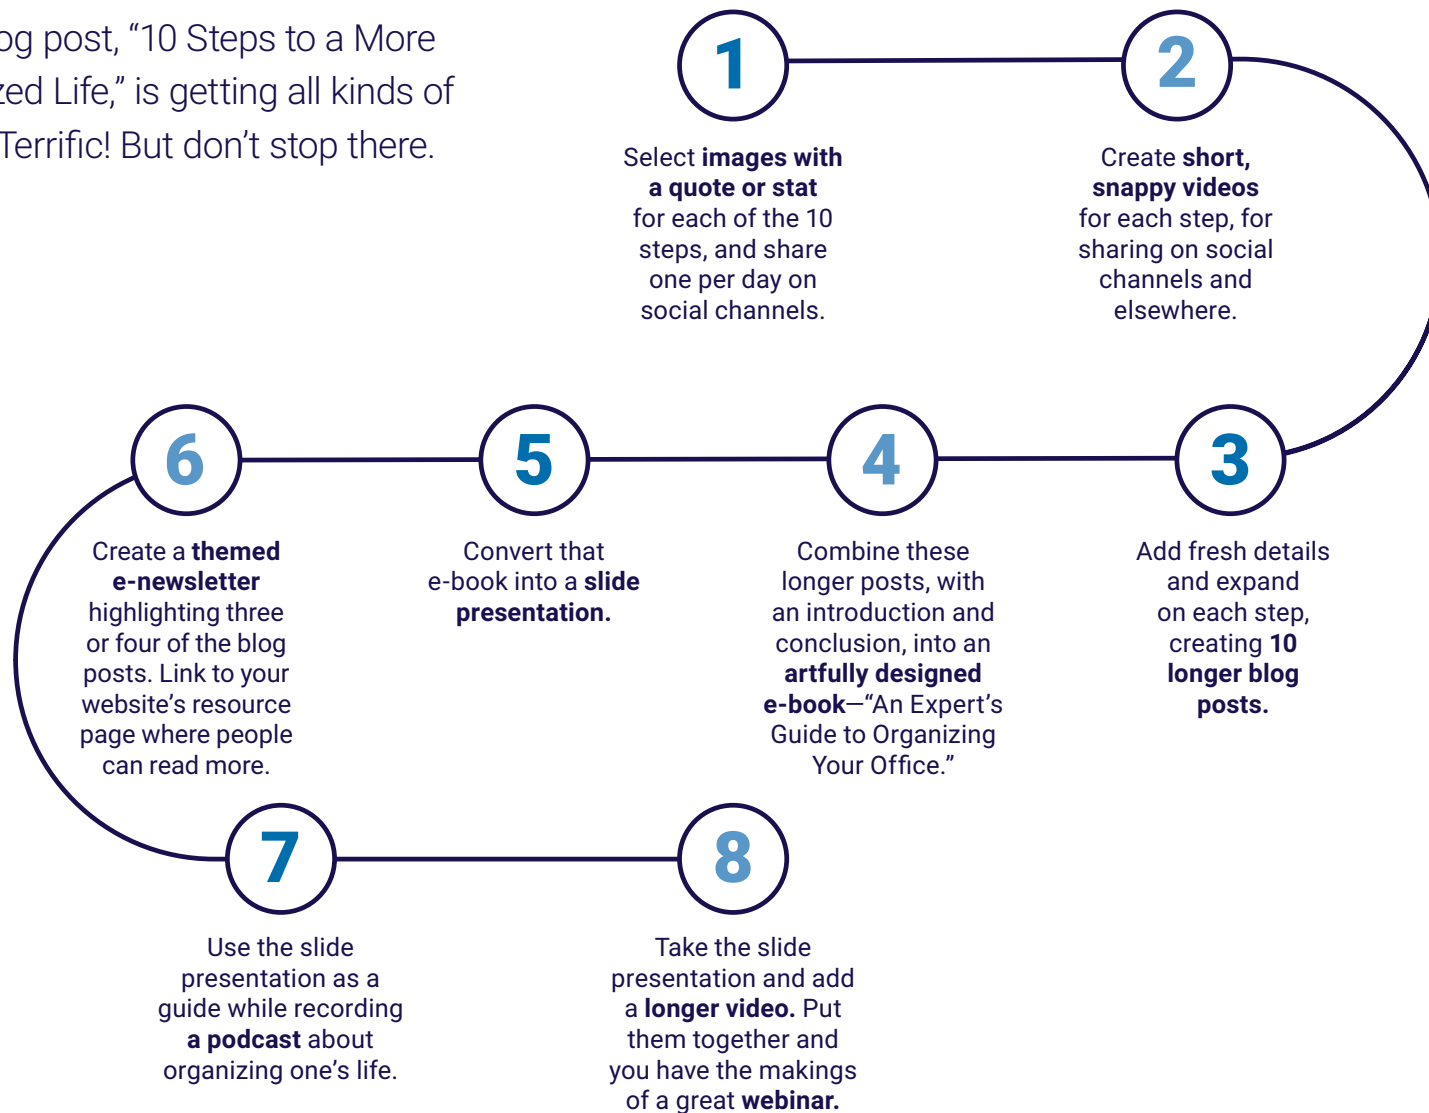 og post, “10 Steps to a More
zed Life,” is getting all kinds of
Terrific! But don’t stop there.
1
Select images with
a quote or stat
for each of the 10
steps, and share
one per day on
social channels.
2
Create short,
snappy videos
for each step, for
sharing on social
channels and
elsewhere.
3
Add fresh details
and expand
on each step,
creating 10
longer blog
posts.
4
Combine these
longer posts, with
an introduction and
conclusion, into an
artfully designed
e-book—“An Expert’s
Guide to Organizing
Your Office.”
5
Convert that
e-book into a slide
presentation.
6
Create a themed
e-newsletter
highlighting three
or four of the blog
posts. Link to your
website’s resource
page where people
can read more.
7
Use the slide
presentation as a
guide while recording
a podcast about
organizing one’s life.
8
Take the slide
presentation and add
a longer video. Put
them together and
you have the makings
of a great webinar.